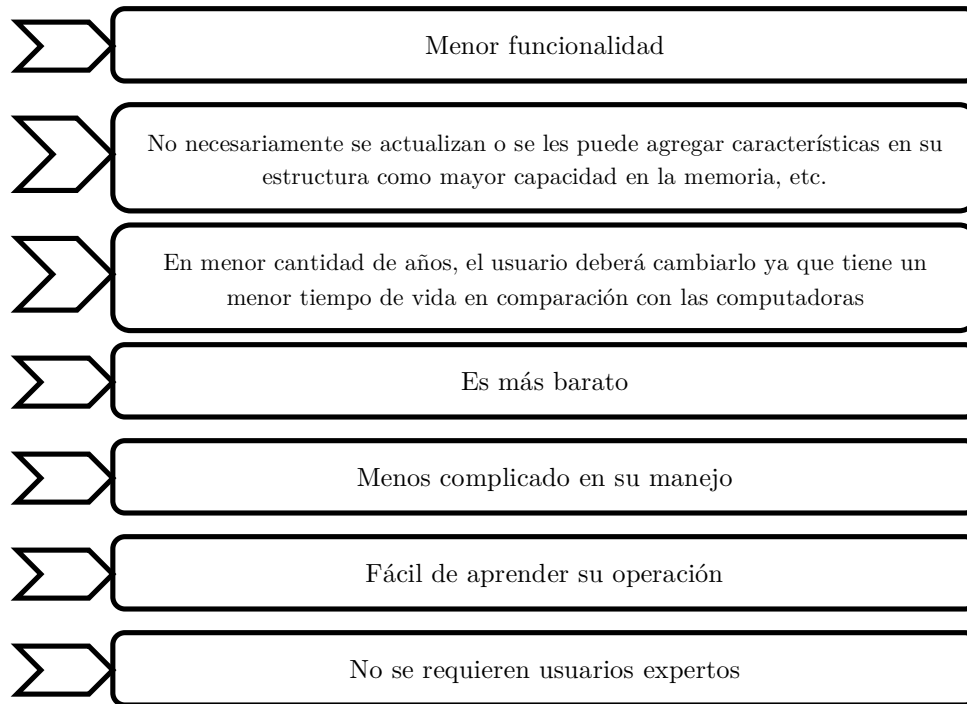 Menor funcionalidad
No necesariamente se actualizan o se les puede agregar características en su
estructura como mayor capacidad en la memoria, etc.
En menor cantidad de años, el usuario deberá cambiarlo ya que tiene un
menor tiempo de vida en comparación con las computadoras
Es más barato
Menos complicado en su manejo
Fácil de aprender su operación
No se requieren usuarios expertos